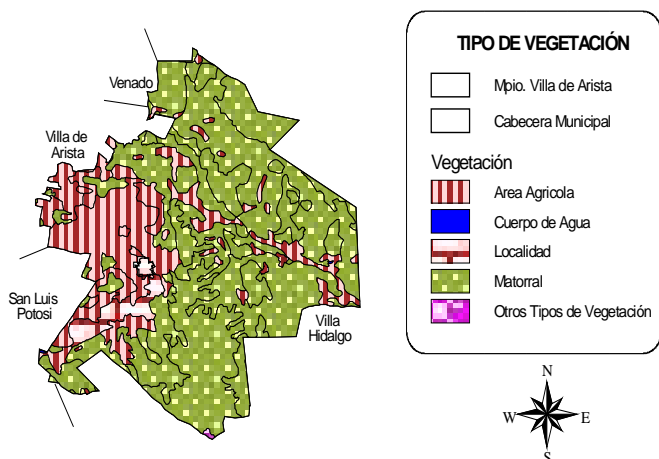 Venado
Villa de
Arista
San Luis
Potosi
Villa
Hidalgo
TIPO DE VEGETACIÓN
Mpio. Villa de Arista
Cabecera Municipal
Vegetación
Area Agricola
Cuerpo de Agua
Localidad
Matorral
Otros Tipos de Vegetación
N
W E
S